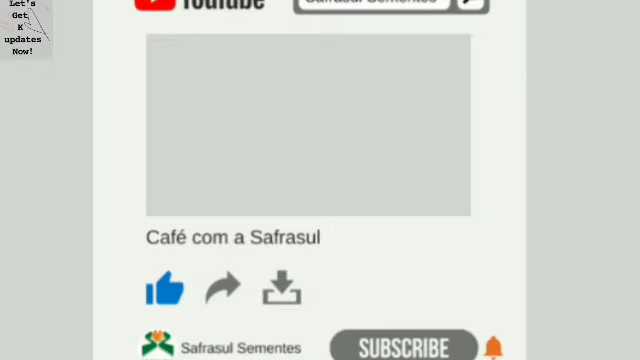 Let's
Get
K
updates
Now!
YouTube
Safrasul Sementes
Café com a Safrasul
Safrasul Sementes
SUBSCRIBE